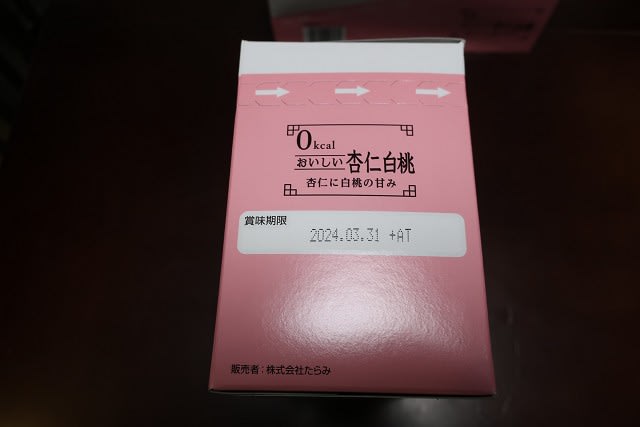 0kcal
おいしい杏仁白桃
杏仁に白桃の甘み
賞味期限
2024.03.31 +AT
販売者:株式会社たらみ